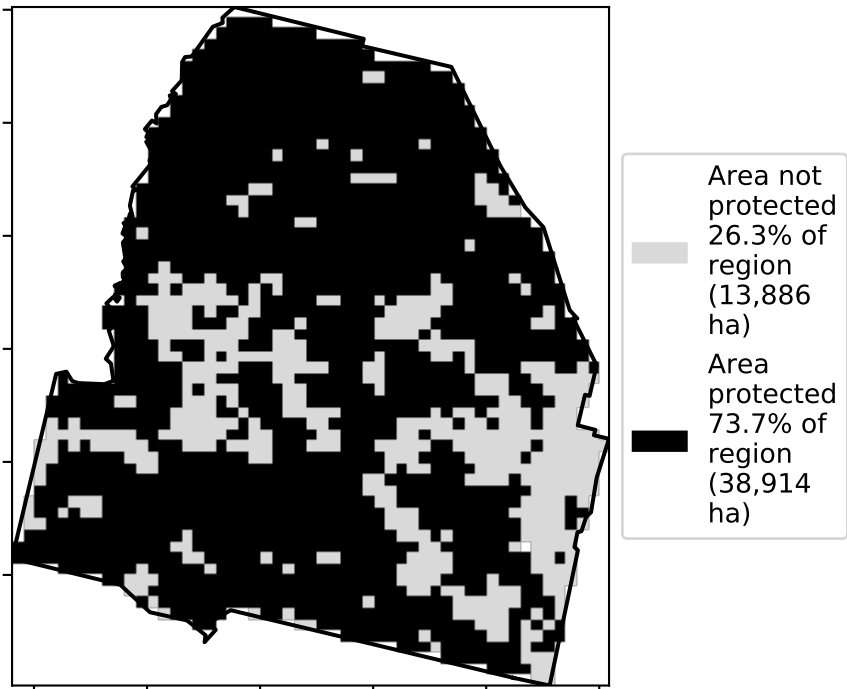 Area not
protected
26.3% of
region
(13,886
ha)
Area
protected
73.7% of
region
(38,914
ha)